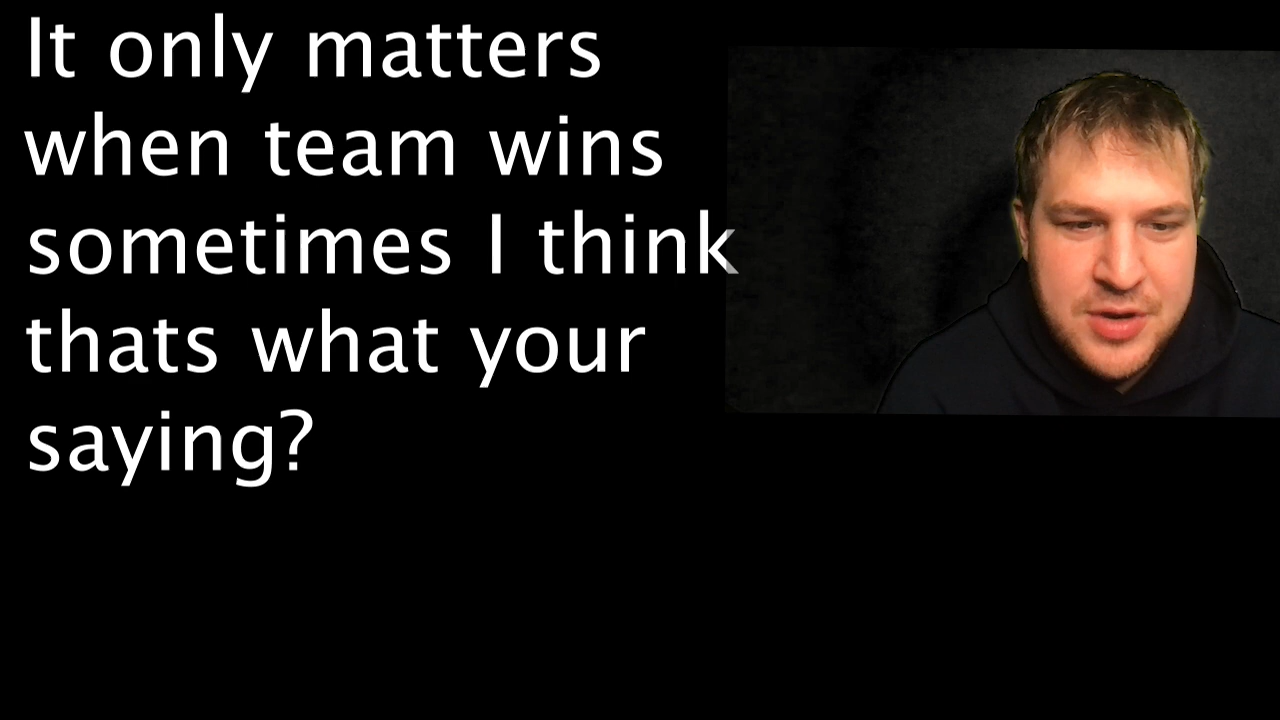 It only matters
when team wins
sometimes I think
thats what your
saying?